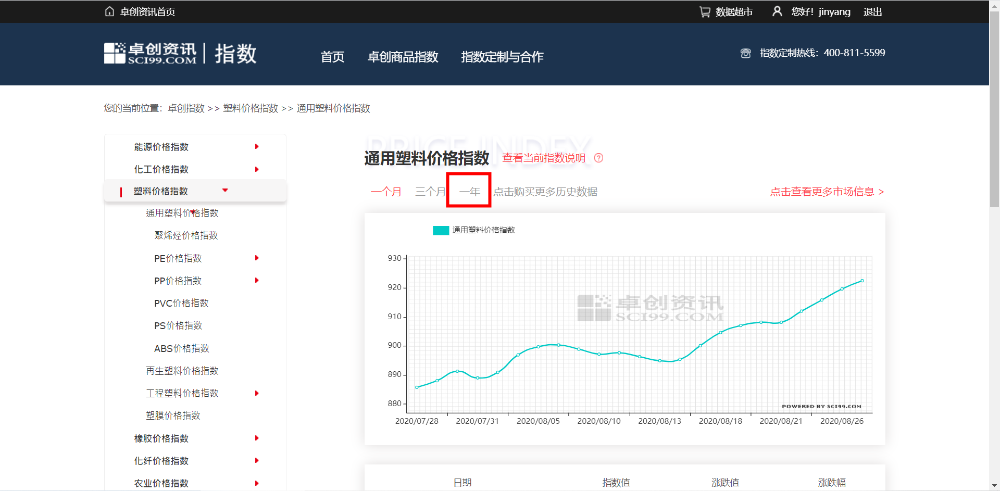 卓创资讯首页
数据超市
您好！jinyang
退出
卓创资讯
SCI99.COM
指数
首页
卓创商品指数
指数定制与合作
指数定制热线：400-811-5599
您的当前位置：卓创指数 >> 塑料价格指数 >> 通用塑料价格指数
能源价格指数
化工价格指数
塑料价格指数
通用塑料价格指数
聚烯烃价格指数
PE价格指数
PP价格指数
PVC价格指数
PS价格指数
ABS价格指数
再生塑料价格指数
工程塑料价格指数
塑膜价格指数
橡胶价格指数
化纤价格指数
农业价格指数
PRICE INDEX
通用塑料价格指数
查看当前指数说明 ?
一个月
三个月
一年
点击购买更多历史数据
点击查看更多市场信息 >
通用塑料价格指数
930
920
910
900
890
880
卓创资讯
SCI99.COM
POWERED BY SCI99.COM
2020/07/28
2020/07/31
2020/08/05
2020/08/10
2020/08/13
2020/08/18
2020/08/21
2020/08/26
日期
指数值
涨跌值
涨跌幅